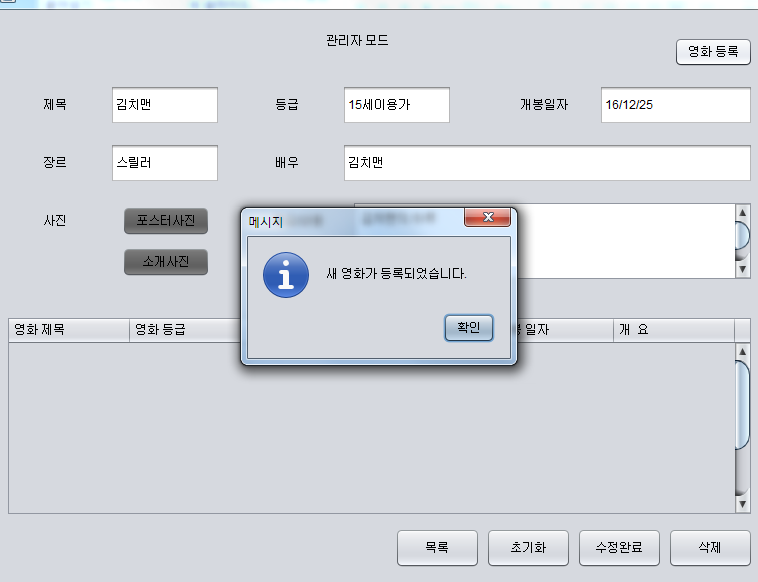 관리자 모드
영화 등록
제목 김치맨 등급 15세이용가 개봉일자 16/12/25
장르 스릴러 배우 김치맨
사진 포스터사진
소개사진
메시지
새 영화가 등록되었습니다.
확인
영화 제목 영화 등급 일자 개 요
목록 초기화 수정완료 삭제